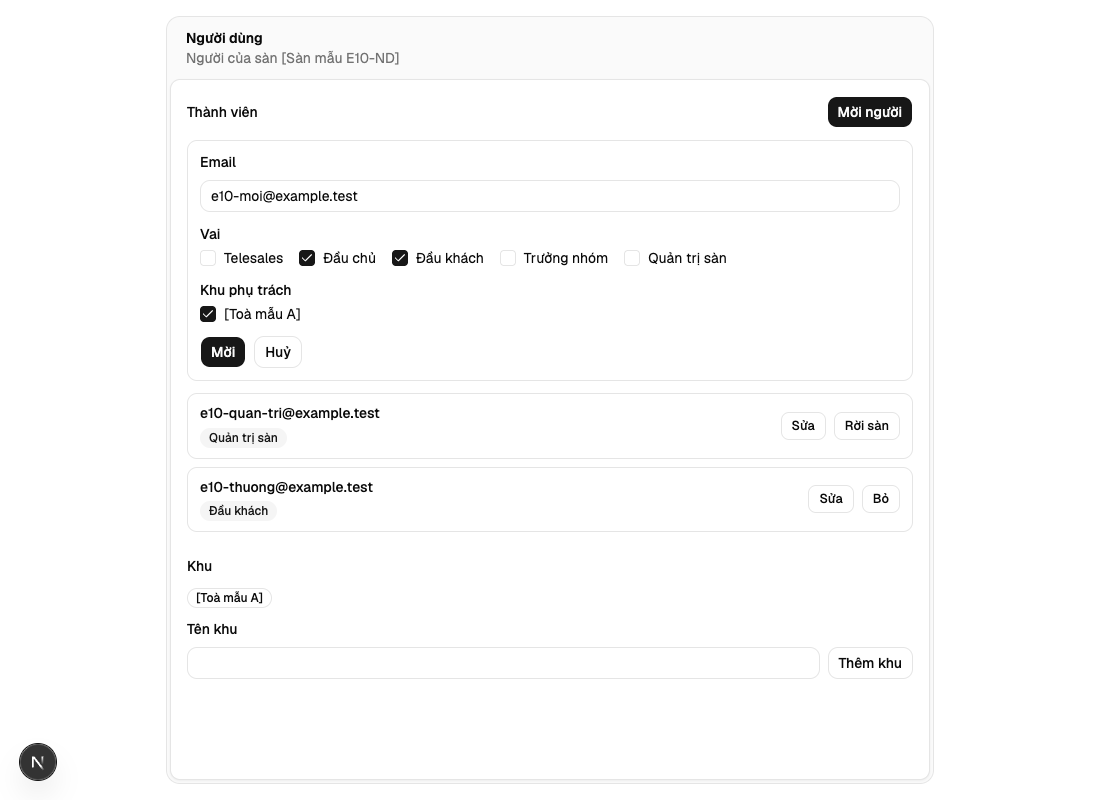 Người dùng
Người của sàn [Sàn mẫu E10-ND]
Thành viên
Mời người
Email
e10-moi@example.test
Vai
Telesales Đầu chủ Đầu khách Trưởng nhóm Quản trị sàn
Khu phụ trách
[Toà mẫu A]
Mời Huỷ
e10-quan-tri@example.test
Quản trị sàn
Sửa Rời sàn
e10-thuong@example.test
Đầu khách
Sửa Bỏ
Khu
[Toà mẫu A]
Tên khu
Thêm khu
N